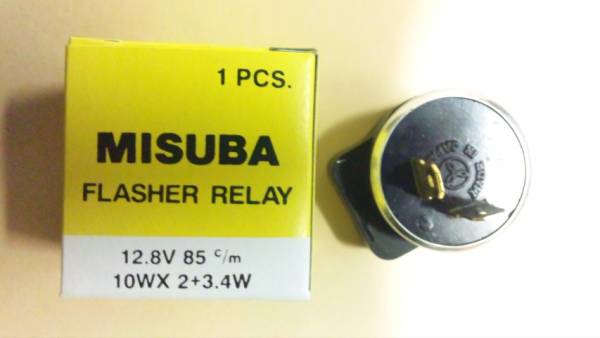 1 PCS.
MISUBA
FLASHER RELAY
12.8V 85 c/m
10WX 2+3.4W